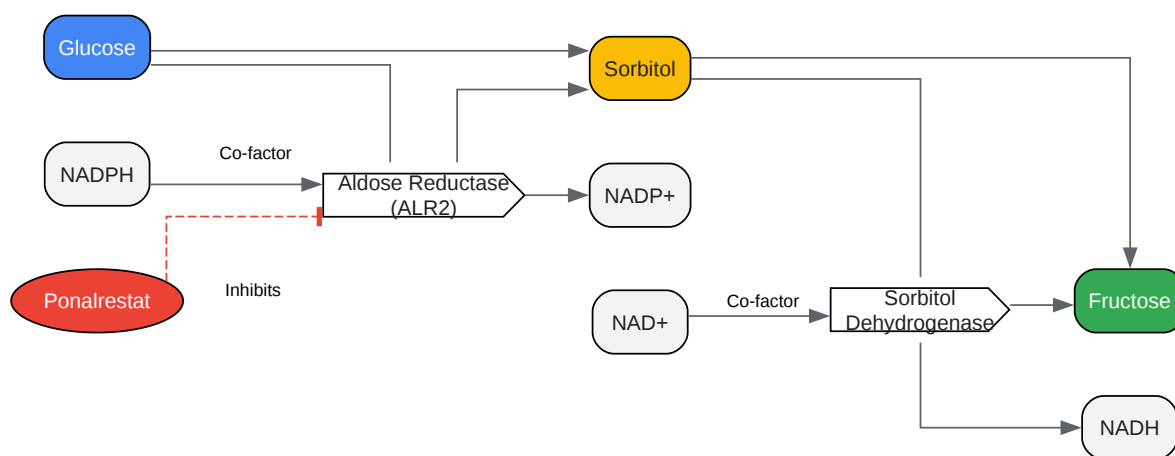 Glucose
Sorbitol
Co-factor
NADPH
Aldose Reductase
(ALR2)
NADP+
Ponalrestat
Inhibits
NAD+
Co-factor
Sorbitol
Dehydrogenase
Fructose
NADH